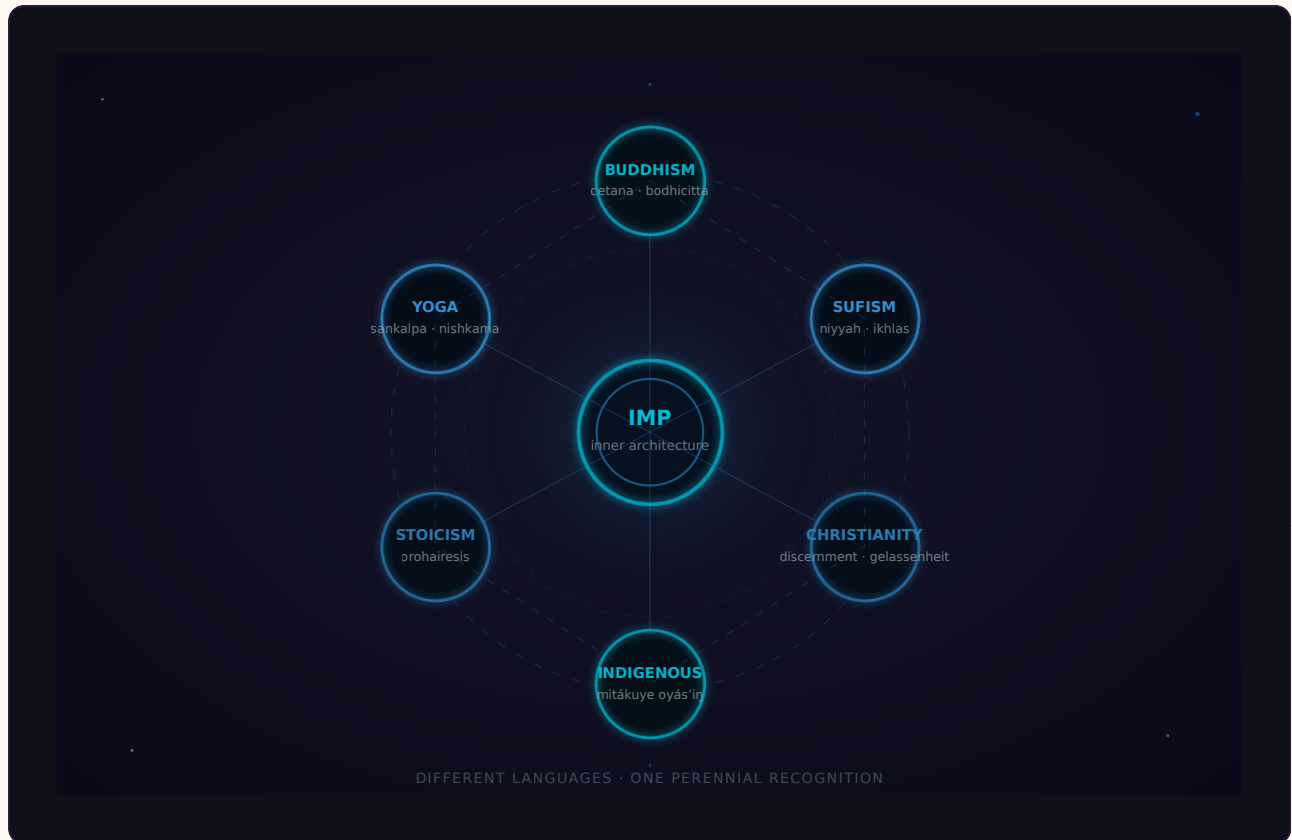 BUDDHISM
cetana · bodhicitta
YOGA
sankalpa · nishkama
SUFISM
niyyah · ikhlas
IMP
inner architecture
STOICISM
prohairesis
CHRISTIANITY
discernment · gelassenheit
INDIGENOUS
mitákuye oyás’iŋ
DIFFERENT LANGUAGES · ONE PERENNIAL RECOGNITION